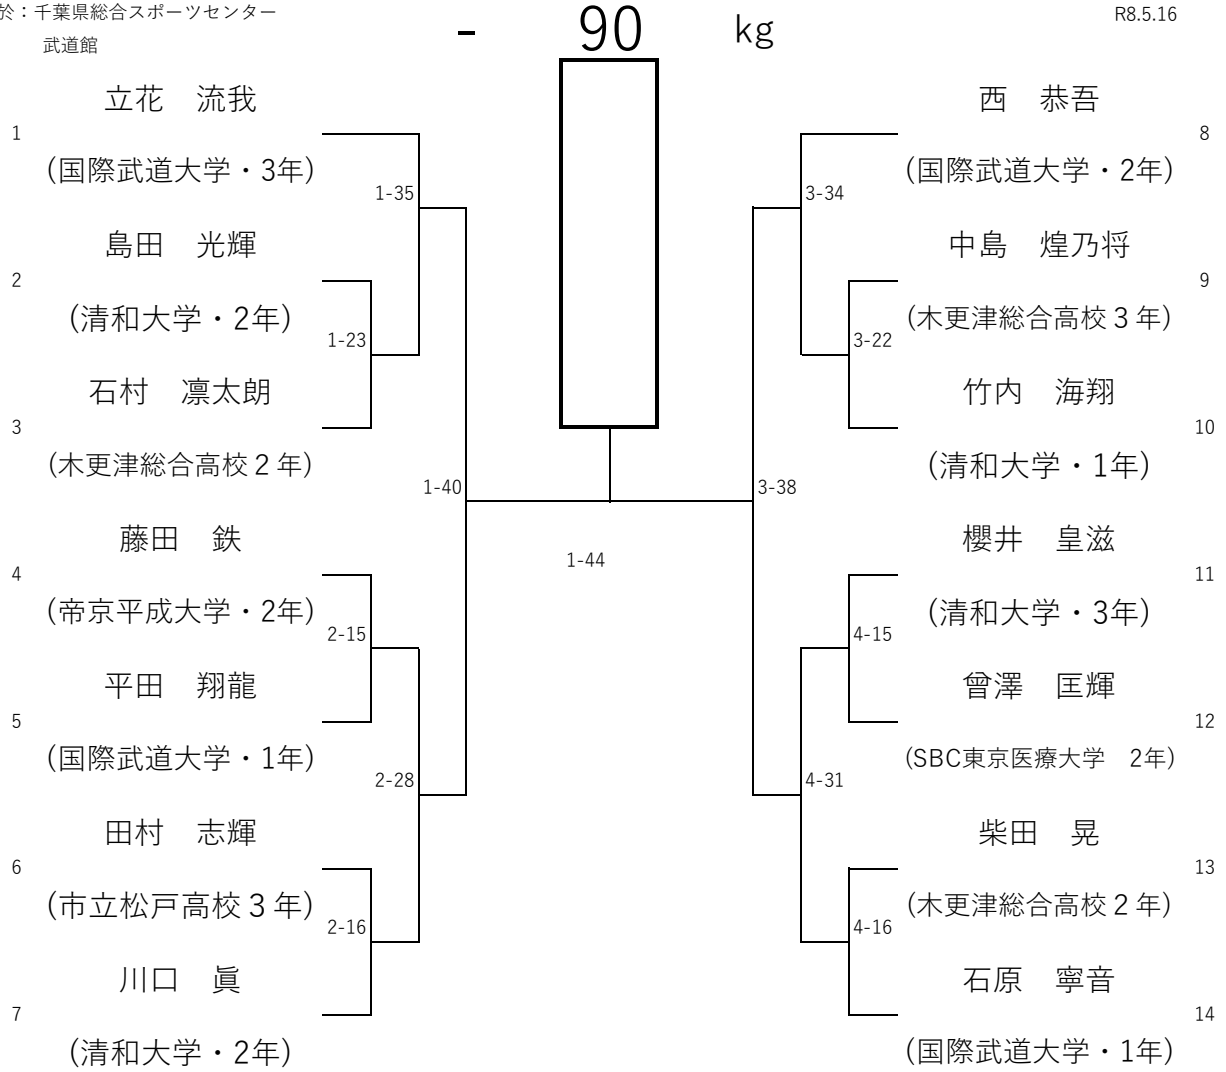 於：千葉県総合スポーツセンター
武道館
- 90 kg
R8.5.16
立花　流我
1
(国際武道大学・3年)
1-35
島田　光輝
2
(清和大学・2年)
1-23
石村　凛太朗
3
(木更津総合高校２年)
1-40
藤田　鉄
4
(帝京平成大学・2年)
2-15
平田　翔龍
5
(国際武道大学・1年)
2-28
田村　志輝
6
(市立松戸高校３年)
2-16
川口　眞
7
(清和大学・2年)
1-44
西　恭吾
8
(国際武道大学・2年)
3-34
中島　煌乃将
9
(木更津総合高校３年)
3-22
竹内　海翔
10
(清和大学・1年)
3-38
櫻井　皇滋
11
(清和大学・3年)
4-15
曾澤　匡輝
12
(SBC東京医療大学　2年)
4-31
柴田　晃
13
(木更津総合高校２年)
4-16
石原　寧音
14
(国際武道大学・1年)